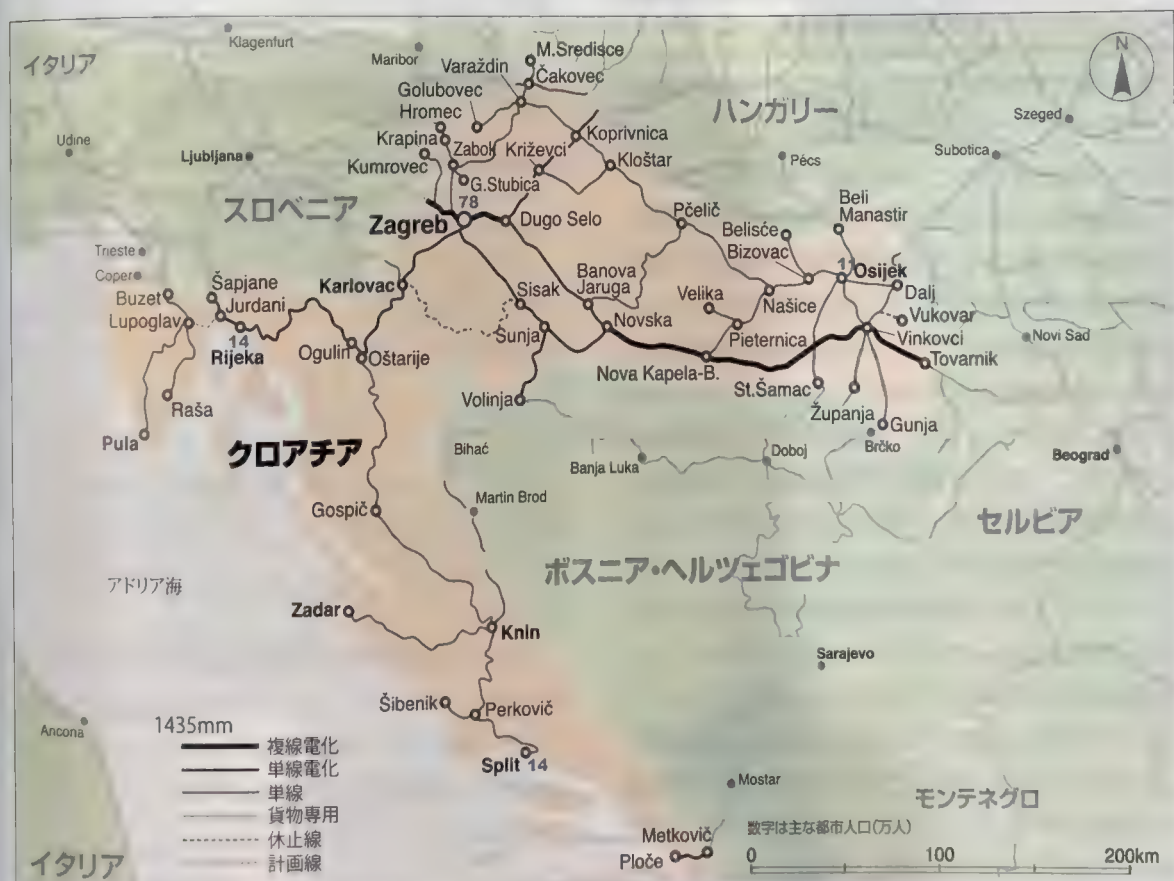 N
Klagenfurt
イタリア
Maribor
M.Sredisce
Varaždin
Čakovec
Golubovec
ハンガリー
Hromec
Szeged
Udine
Krapina
Zabok
Križevci
Koprivnica
Ljubljana
Kumrovec
Kloštar
Pécs
Subotica
G.Stubica
スロベニア
78
Beli
Manastir
Zagreb
Dugo Selo
Pčelič
Belisće
Bizovac
Trieste
Coper
Šapjane
Banova
Jaruga
11
Osijek
Buzet
Jurdani
Karlovac
Sisak
Velika
Našice
Dalj
Lupoglav
Vukovar
14
Rijeka
Sunja
Novska
Pieternica
Vinkovci
Novi Sad
Ogulin
Oštarije
Tovarnik
Nova Kapela-B.
St.Šamac
Raša
Volinja
Županja
Gunja
Pula
クロアチア
Bihać
Brčko
Banja Luka
Doboj
Beograd
Martin Brod
Gospič
セルビア
ボスニア・ヘルツェゴビナ
アドリア海
Zadar
Knin
Sarajevo
Šibenik
Perkovič
Ancona
1435mm
複線電化
単線電化
単線
貨物専用
休止線
計画線
Split 14
Mostar
モンテネグロ
Metkovič
Ploče
数字は主な都市人口(万人)
イタリア
0
100
200km